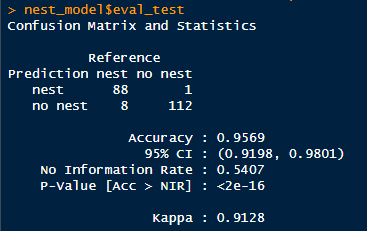 > nest_model$eval_test
Confusion Matrix and Statistics
Reference
Prediction nest no nest
nest 88 1
no nest 8 112
Accuracy : 0.9569
95% CI : (0.9198, 0.9801)
No Information Rate : 0.5407
P-Value [Acc > NIR] : <2e-16
Kappa : 0.9128